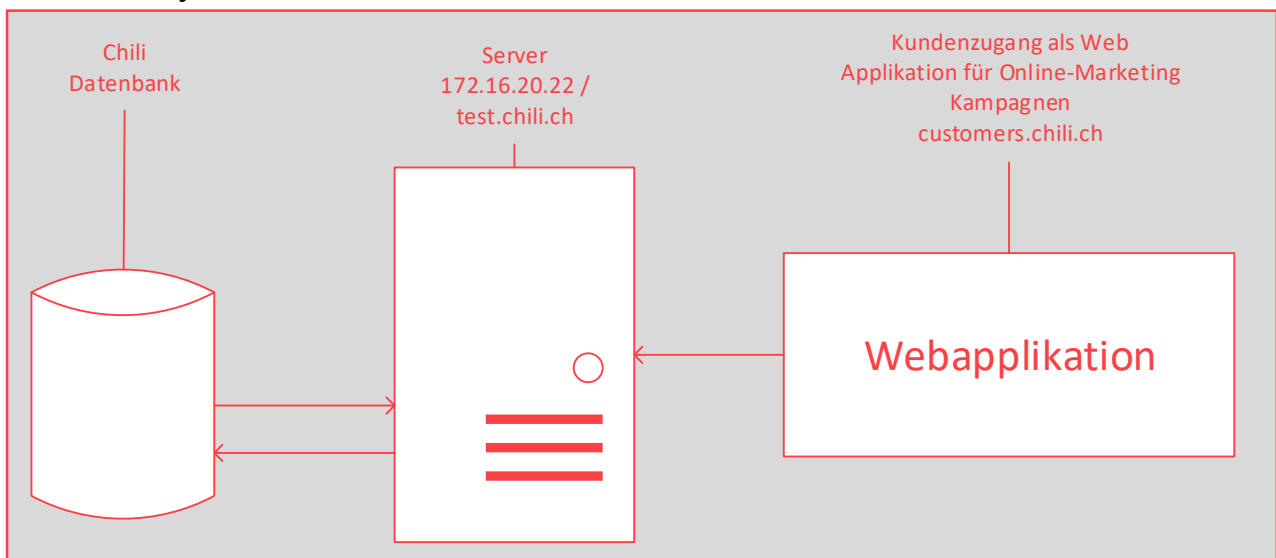 Chili
Datenbank
Server
172.16.20.22 /
test.chili.ch
Kundenzugang als Web
Applikation für Online-Marketing
Kampagnen
customers.chili.ch
Webapplikation